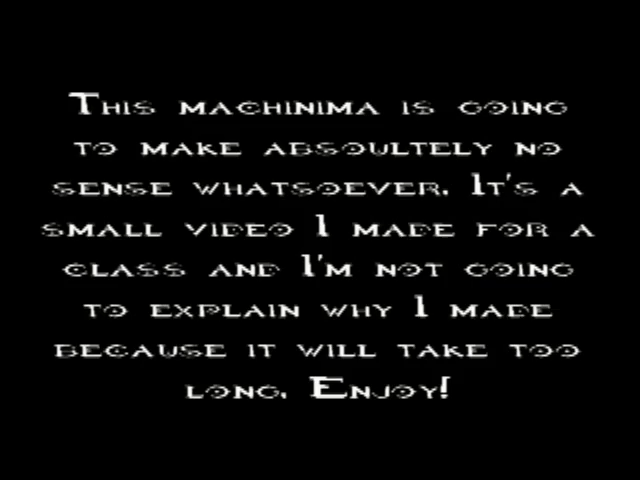 This machinima is going
to make absoultely no
sense whatsoever. It's a
small video I made for a
class and I'm not going
to explain why I made
because it will take too
long. Enjoy!